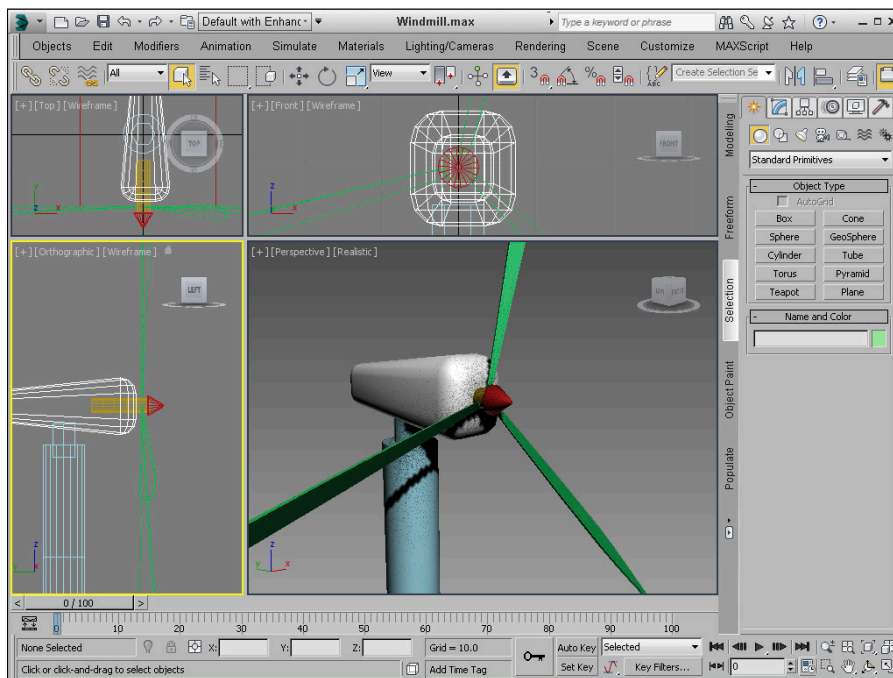 Default with Enhanc
Windmill.max
Type a keyword or phrase
Objects Edit Modifiers Animation Simulate Materials Lighting/Cameras Rendering Scene Customize MAXScript Help
All View 3 ABC Create Selection Se
[+] [Top] [Wireframe]
TOP
[+] [Front] [Wireframe]
FRONT
Modeling
Freeform
Selection
Object Paint
Populate
Standard Primitives
- Object Type
AutoGrid
Box Cone
Sphere GeoSphere
Cylinder Tube
Torus Pyramid
Teapot Plane
- Name and Color
[+] [Orthographic] [Wireframe]
LEFT
[+] [Perspective] [Realistic]
z
x
y
< 0 / 100 >
0 10 20 30 40 50 60 70 80 90 100
None Selected X: Y: Z: Grid = 10.0 Auto Key Selected
Click or click-and-drag to select objects Add Time Tag Set Key Key Filters... 0